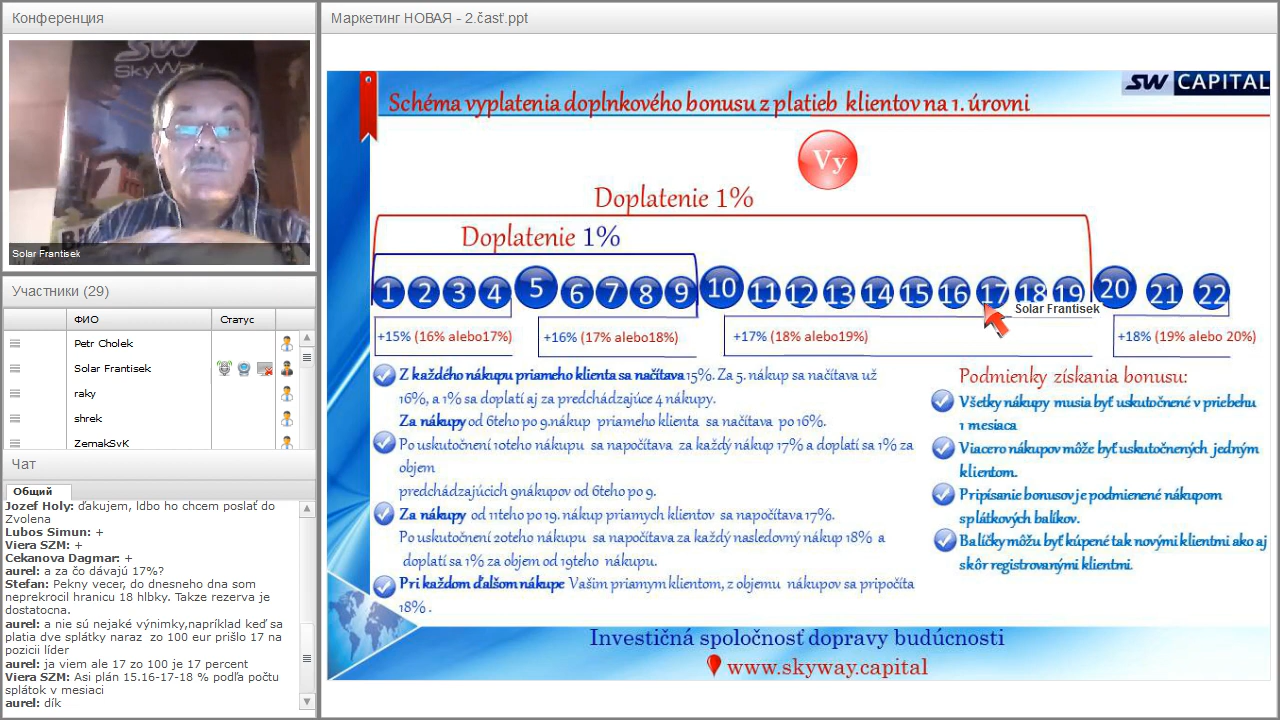 Конференция
SW
SkyWay
Solar Frantisek
Участники (29)
ФИО
Статус
Petr Cholek
Solar Frantisek
raky
shrek
ZemakSvK
Чат
Общий
Jozef Holy: ďakujem, ldbo ho chcem poslať do
Zvolena
Lubos Simun: +
Viera SZM: +
Cekanova Dagmar: +
aurel: a za čo dávajú 17%?
Stefan: Pekny vecer, do dnesneho dna som
neprekrocil hranicu 18 hlbky. Takze rezerva je
dostatocna.
aurel: a nie sú nejaké výnimky,napríklad keď sa
platia dve splátky naraz zo 100 eur prišlo 17 na
pozicii líder
aurel: ja viem ale 17 zo 100 je 17 percent
Viera SZM: Asi plán 15.16-17-18 % podľa počtu
splátok v mesiaci
aurel: dík
Маркетинг НОВАЯ - 2.časť.ppt
SW CAPITAL
Schéma vyplatenia doplnkového bonusu z platieb klientov na 1. úrovni
Vy
Doplatenie 1%
Doplatenie 1%
1 2 3 4 5 6 7 8 9 10 11 12 13 14 15 16 17 18 19 20 21 22
Solar Frantisek
+15% (16% alebo17%)
+16% (17% alebo18%)
+17% (18% alebo19%)
+18% (19% alebo 20%)
Z každého nákupu priameho klienta sa načítava 15%. Za 5. nákup sa načítava už
16%, a 1% sa doplatí aj za predchádzajúce 4 nákupy.
Za nákupy od 6teho po 9.nákup priameho klienta sa načítava po 16%.
Po uskutočnení 10teho nákupu sa napočítava za každý nákup 17% a doplatí sa 1% za
objem
predchádzajúcich 9nákupov od 6teho po 9.
Za nákupy od 11teho po 19. nákup priamych klientov sa napočítava 17%.
Po uskutočnení 20teho nákupu sa napočítava za každý nasledovný nákup 18% a
doplatí sa 1% za objem od 19teho nákupu.
Pri každom ďalšom nákupe Vašim priamym klientom, z objemu nákupov sa pripočíta
18% .
Podmienky získania bonusu:
Všetky nákupy musia byť uskutočnené v priebehu
1 mesiaca
Viacero nákupov môže byť uskutočnených jedným
klientom.
Pripísanie bonusov je podmienené nákupom
splátkových balíkov.
Balíčky môžu byť kúpené tak novými klientmi ako aj
skôr registrovanými klientmi.
Investičná spoločnosť dopravy budúcnosti
www.skyway.capital